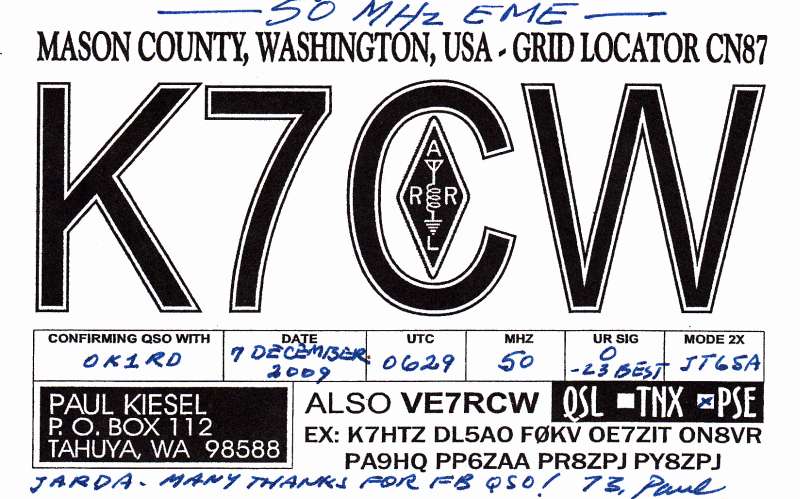 50 MHz EME
MASON COUNTY, WASHINGTON, USA - GRID LOCATOR CN87
K7CW
A
R R
L
CONFIRMING QSO WITH DATE UTC MHZ UR SIG MODE 2X
OK1RD 7 DECEMBER 2009 0629 50 O -23 BEST JT65A
PAUL KIESEL
P. O. BOX 112
TAHUYA, WA 98588
ALSO VE7RCW QSL TNX PSE
EX: K7HTZ DL5AO FØKV OE7ZIT ON8VR
PA9HQ PP6ZAA PR8ZPJ PY8ZPJ
JARDA - MANY THANKS FOR FB QSO! 73, Paul